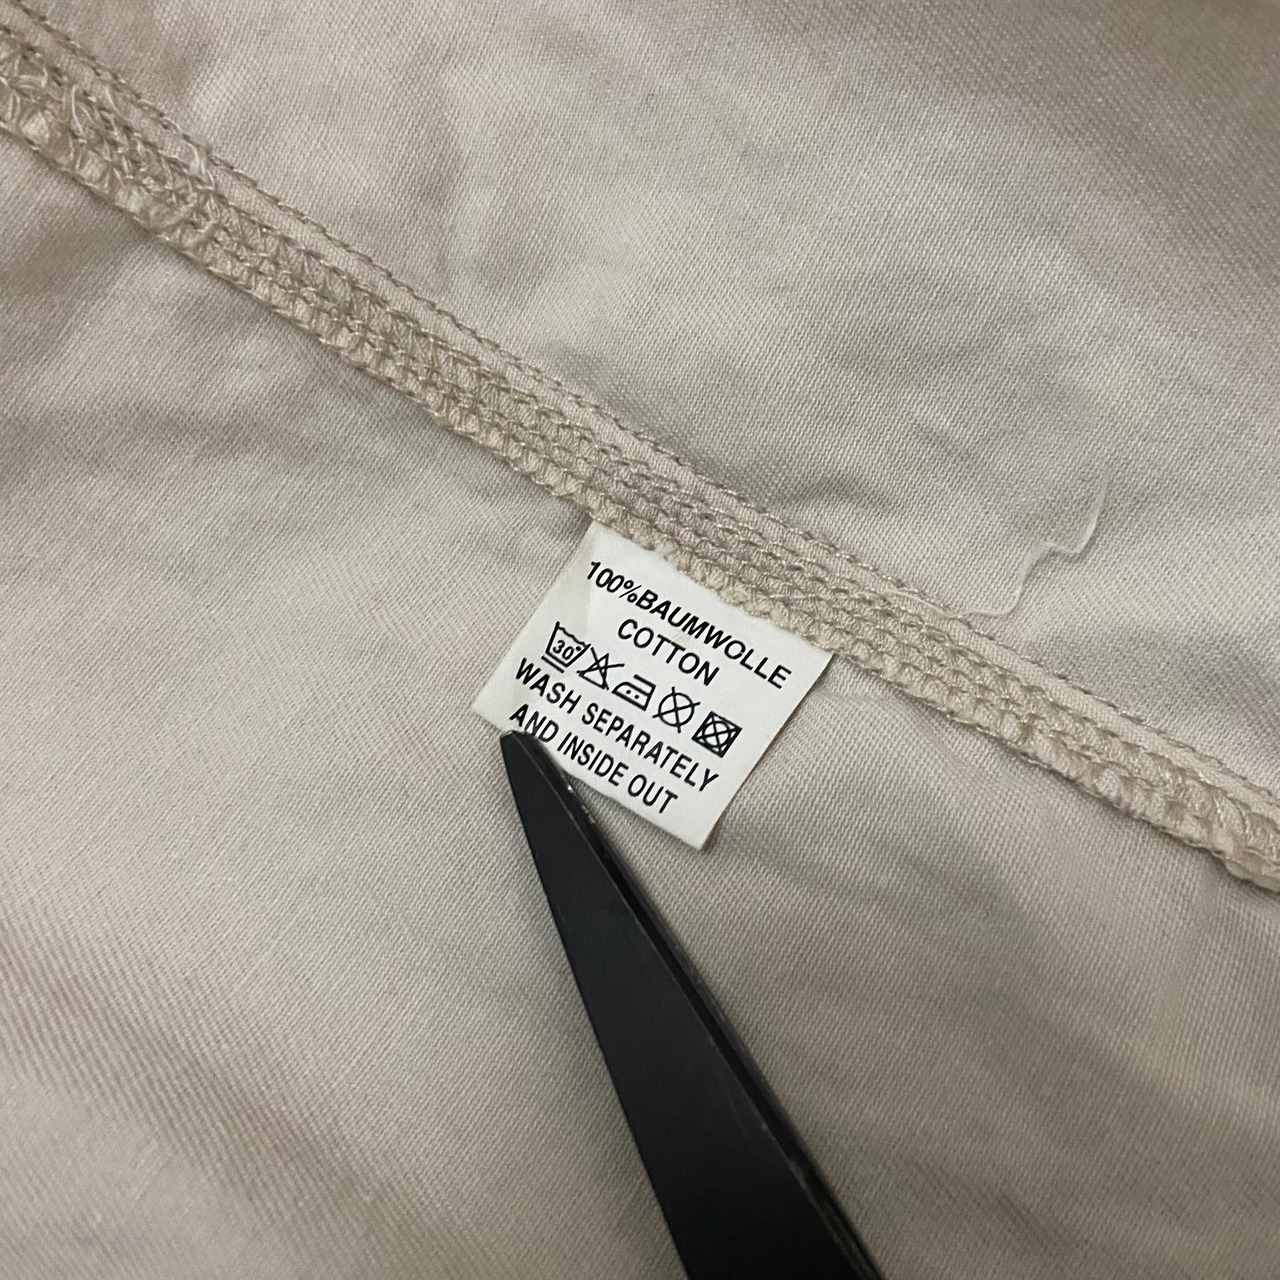 100%BAUMWOLLE
COTTON
30°
WASH SEPARATELY
AND INSIDE OUT